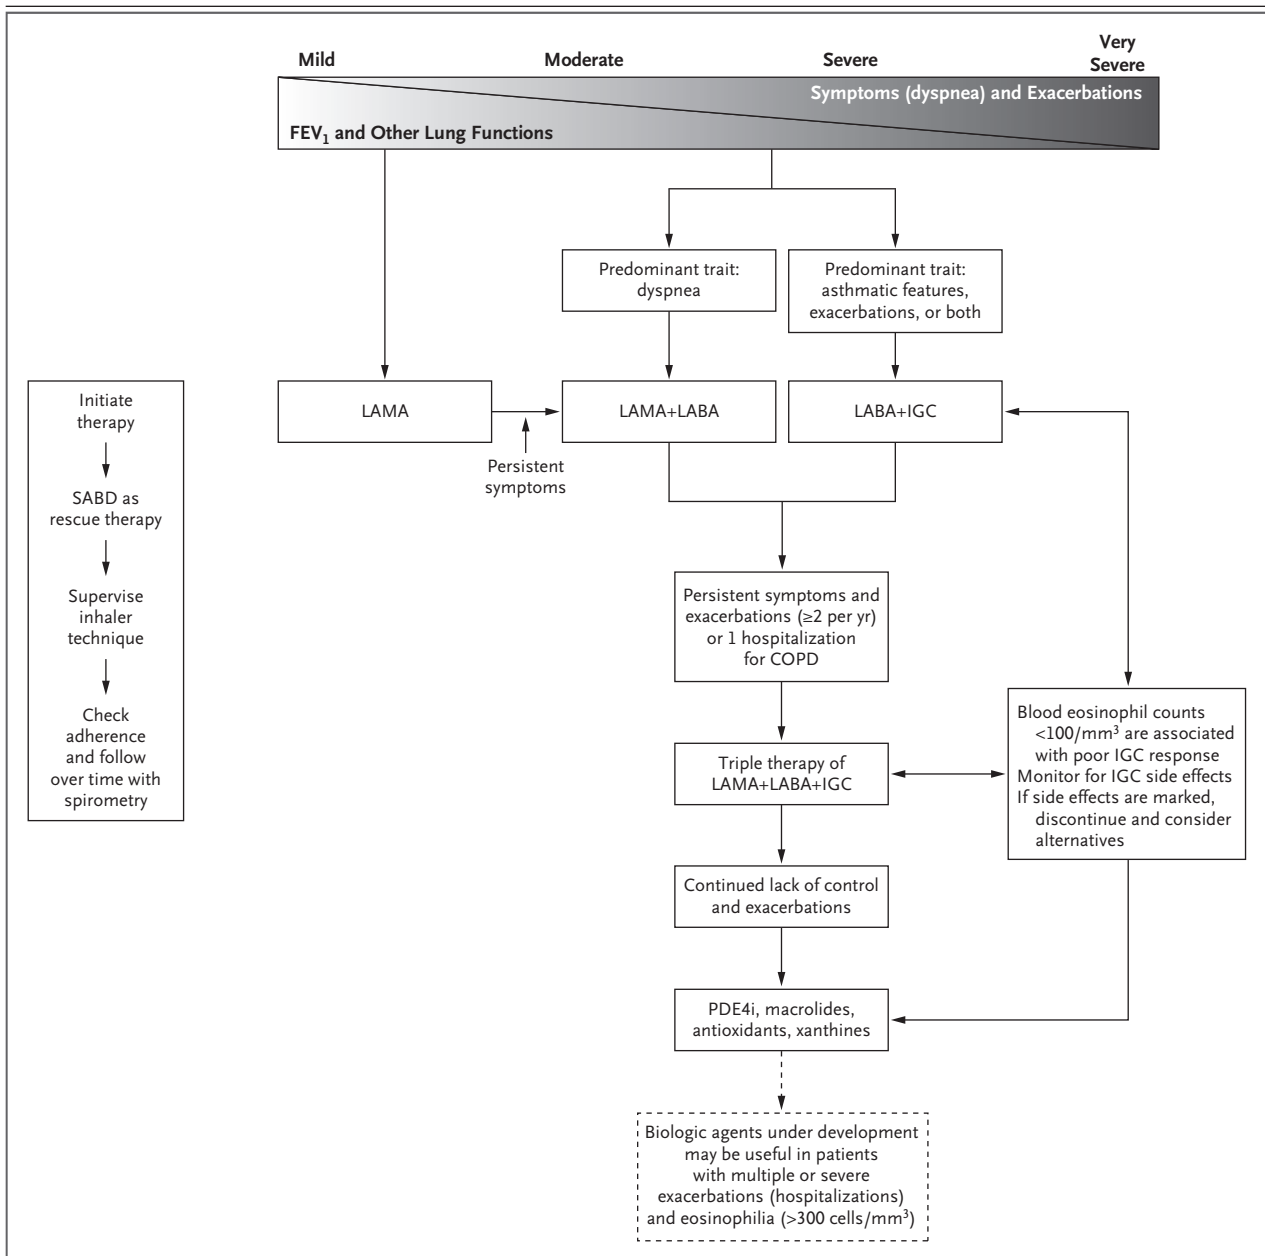 Mild
Moderate
Severe
Very
Severe
Symptoms (dyspnea) and Exacerbations
FEV1 and Other Lung Functions
Predominant trait:
dyspnea
Predominant trait:
asthmatic features,
exacerbations, or both
Initiate
therapy
SABD as
rescue therapy
Supervise
inhaler
technique
Check
adherence
and follow
over time with
spirometry
LAMA
Persistent
symptoms
LAMA+LABA
LABA+IGC
Persistent symptoms and
exacerbations (≥2 per yr)
or 1 hospitalization
for COPD
Triple therapy of
LAMA+LABA+IGC
Blood eosinophil counts
<100/mm³ are associated
with poor IGC response
Monitor for IGC side effects
If side effects are marked,
discontinue and consider
alternatives
Continued lack of control
and exacerbations
PDE4i, macrolides,
antioxidants, xanthines
Biologic agents under development
may be useful in patients
with multiple or severe
exacerbations (hospitalizations)
and eosinophilia (>300 cells/mm³)